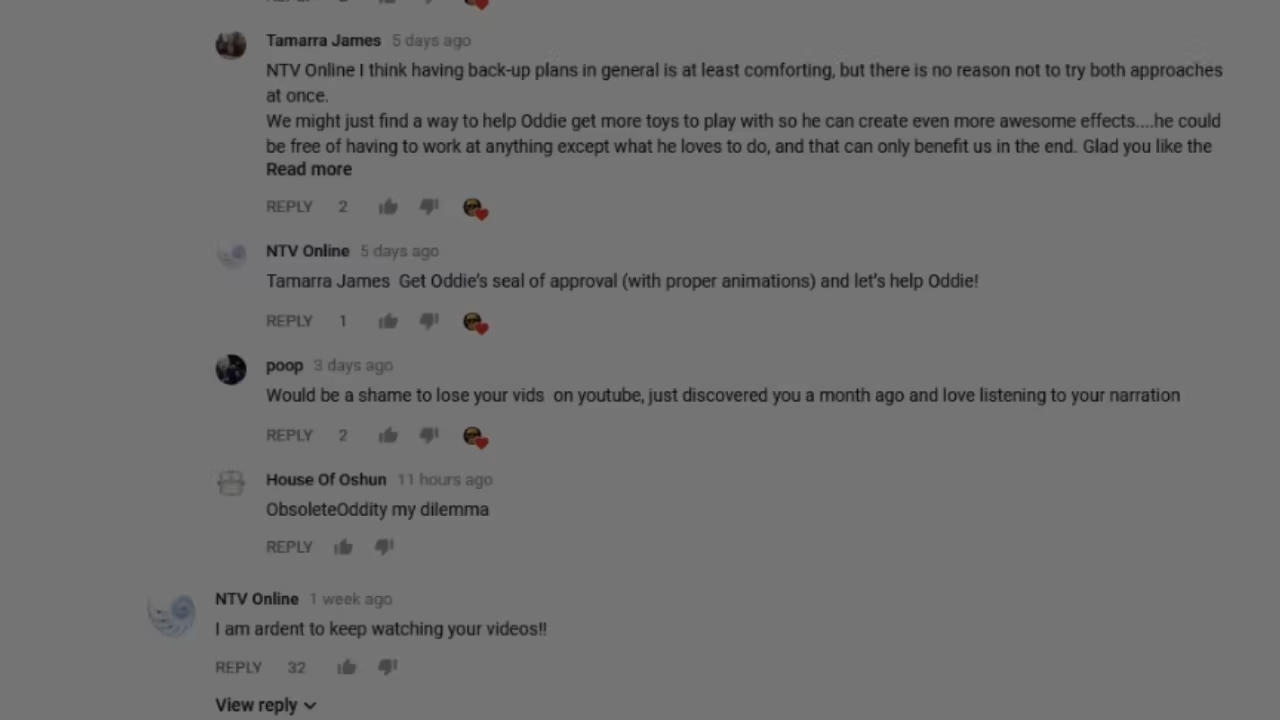 Tamarra James 5 days ago
NTV Online I think having back-up plans in general is at least comforting, but there is no reason not to try both approaches
at once.
We might just find a way to help Oddie get more toys to play with so he can create even more awesome effects....he could
be free of having to work at anything except what he loves to do, and that can only benefit us in the end. Glad you like the
Read more
REPLY 2
NTV Online 5 days ago
Tamarra James  Get Oddie's seal of approval (with proper animations) and let's help Oddie!
REPLY 1
poop 3 days ago
Would be a shame to lose your vids  on youtube, just discovered you a month ago and love listening to your narration
REPLY 2
House Of Oshun 11 hours ago
ObsoleteOddity my dilemma
REPLY
NTV Online 1 week ago
I am ardent to keep watching your videos!!
REPLY 32
View reply